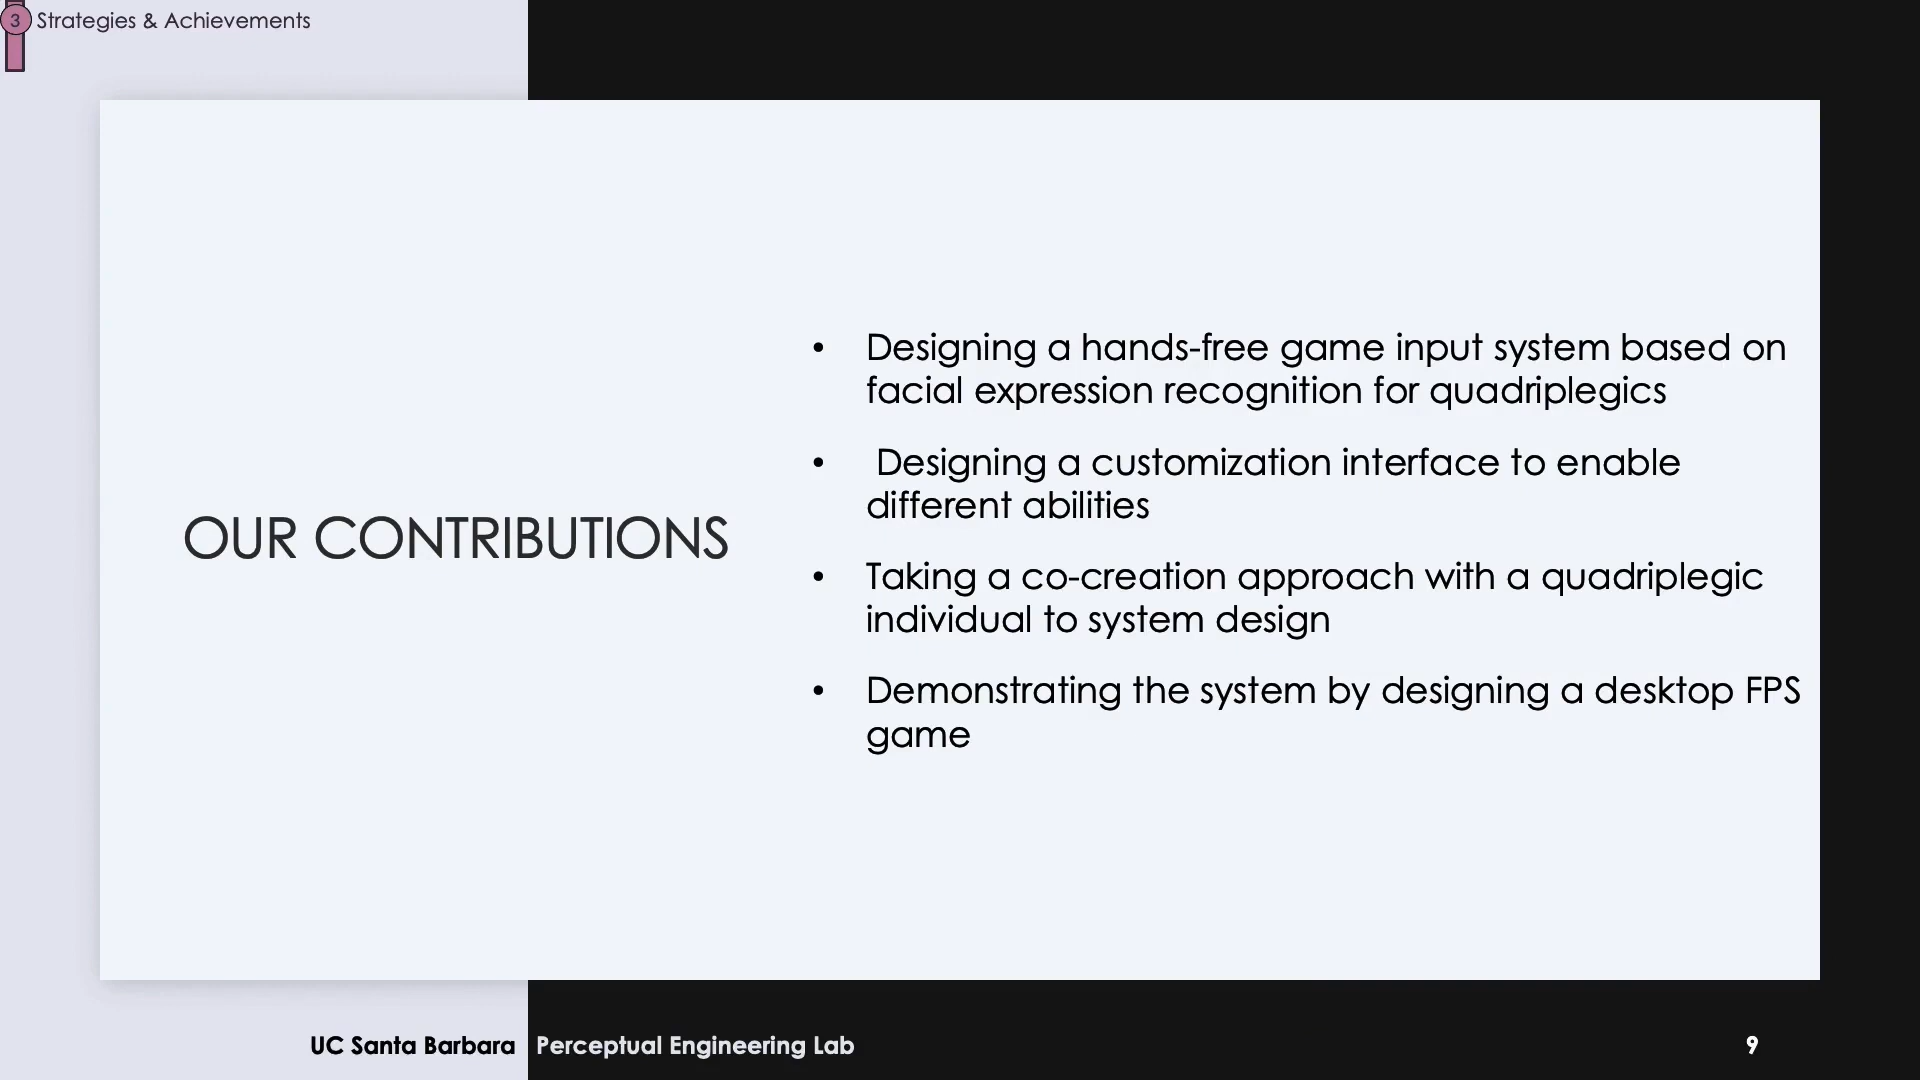 3 Strategies & Achievements
OUR CONTRIBUTIONS
• Designing a hands-free game input system based on
facial expression recognition for quadriplegics
• Designing a customization interface to enable
different abilities
• Taking a co-creation approach with a quadriplegic
individual to system design
• Demonstrating the system by designing a desktop FPS
game
UC Santa Barbara Perceptual Engineering Lab
9